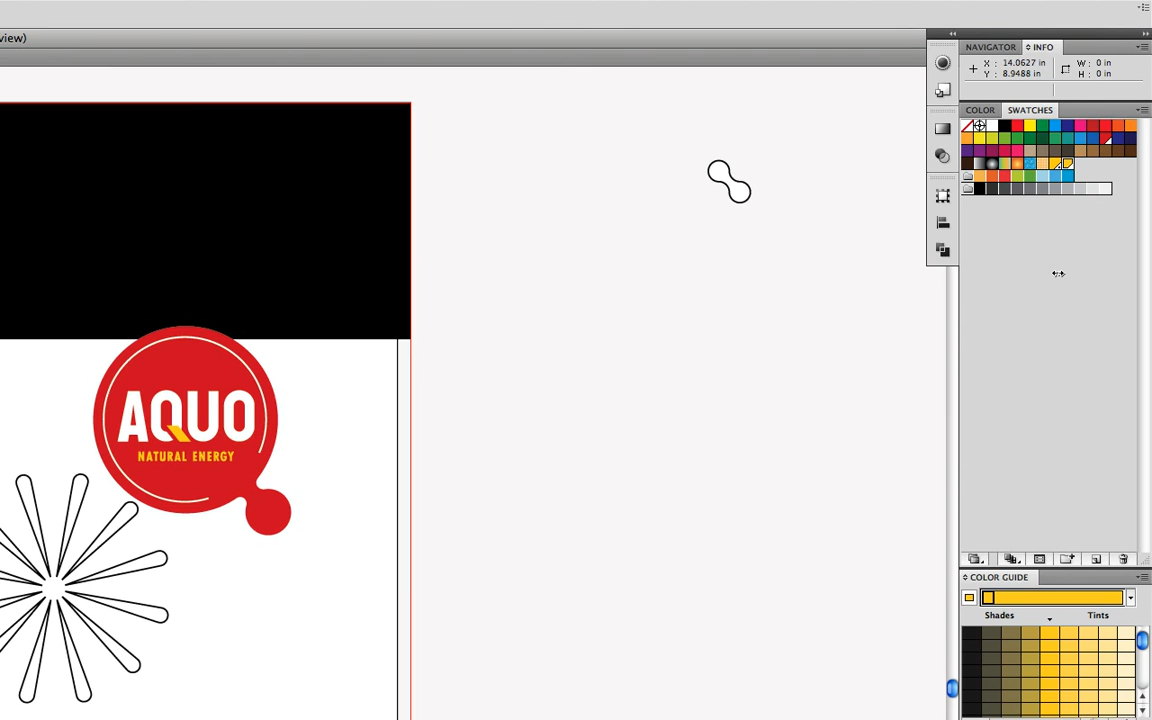 view)
NAVIGATOR INFO
X : 14.0627 in W : 0 in
Y : 8.9488 in H : 0 in
COLOR SWATCHES
AQUO
NATURAL ENERGY
COLOR GUIDE
Shades Tints